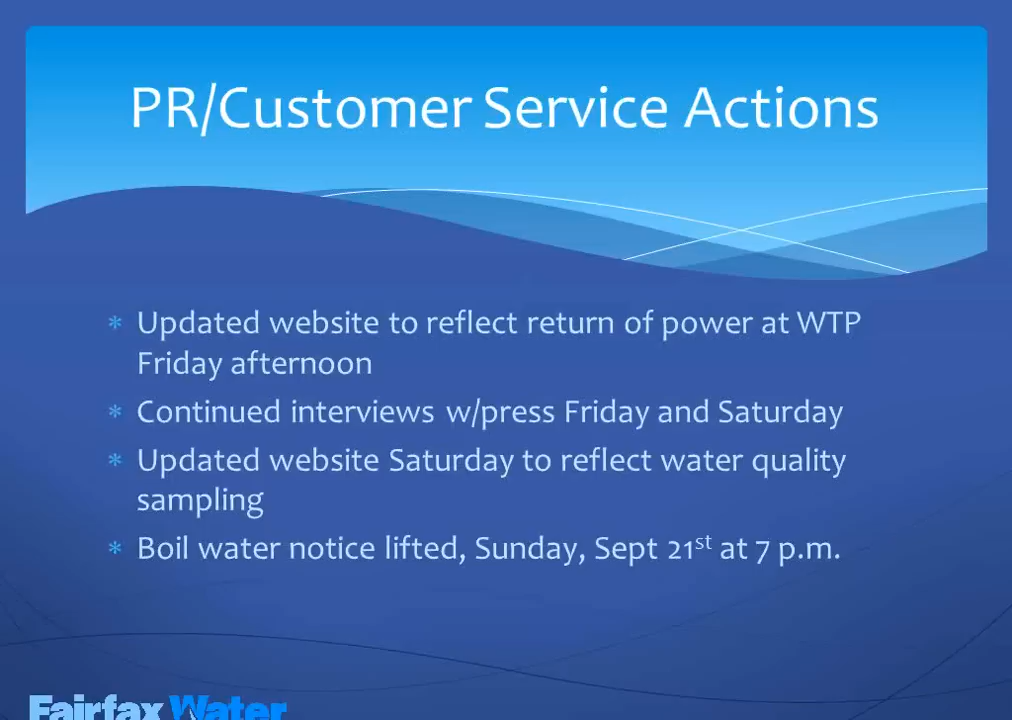 PR/Customer Service Actions
* Updated website to reflect return of power at WTP
Friday afternoon
* Continued interviews w/press Friday and Saturday
* Updated website Saturday to reflect water quality
sampling
* Boil water notice lifted, Sunday, Sept 21st at 7 p.m.
Fairfax Water